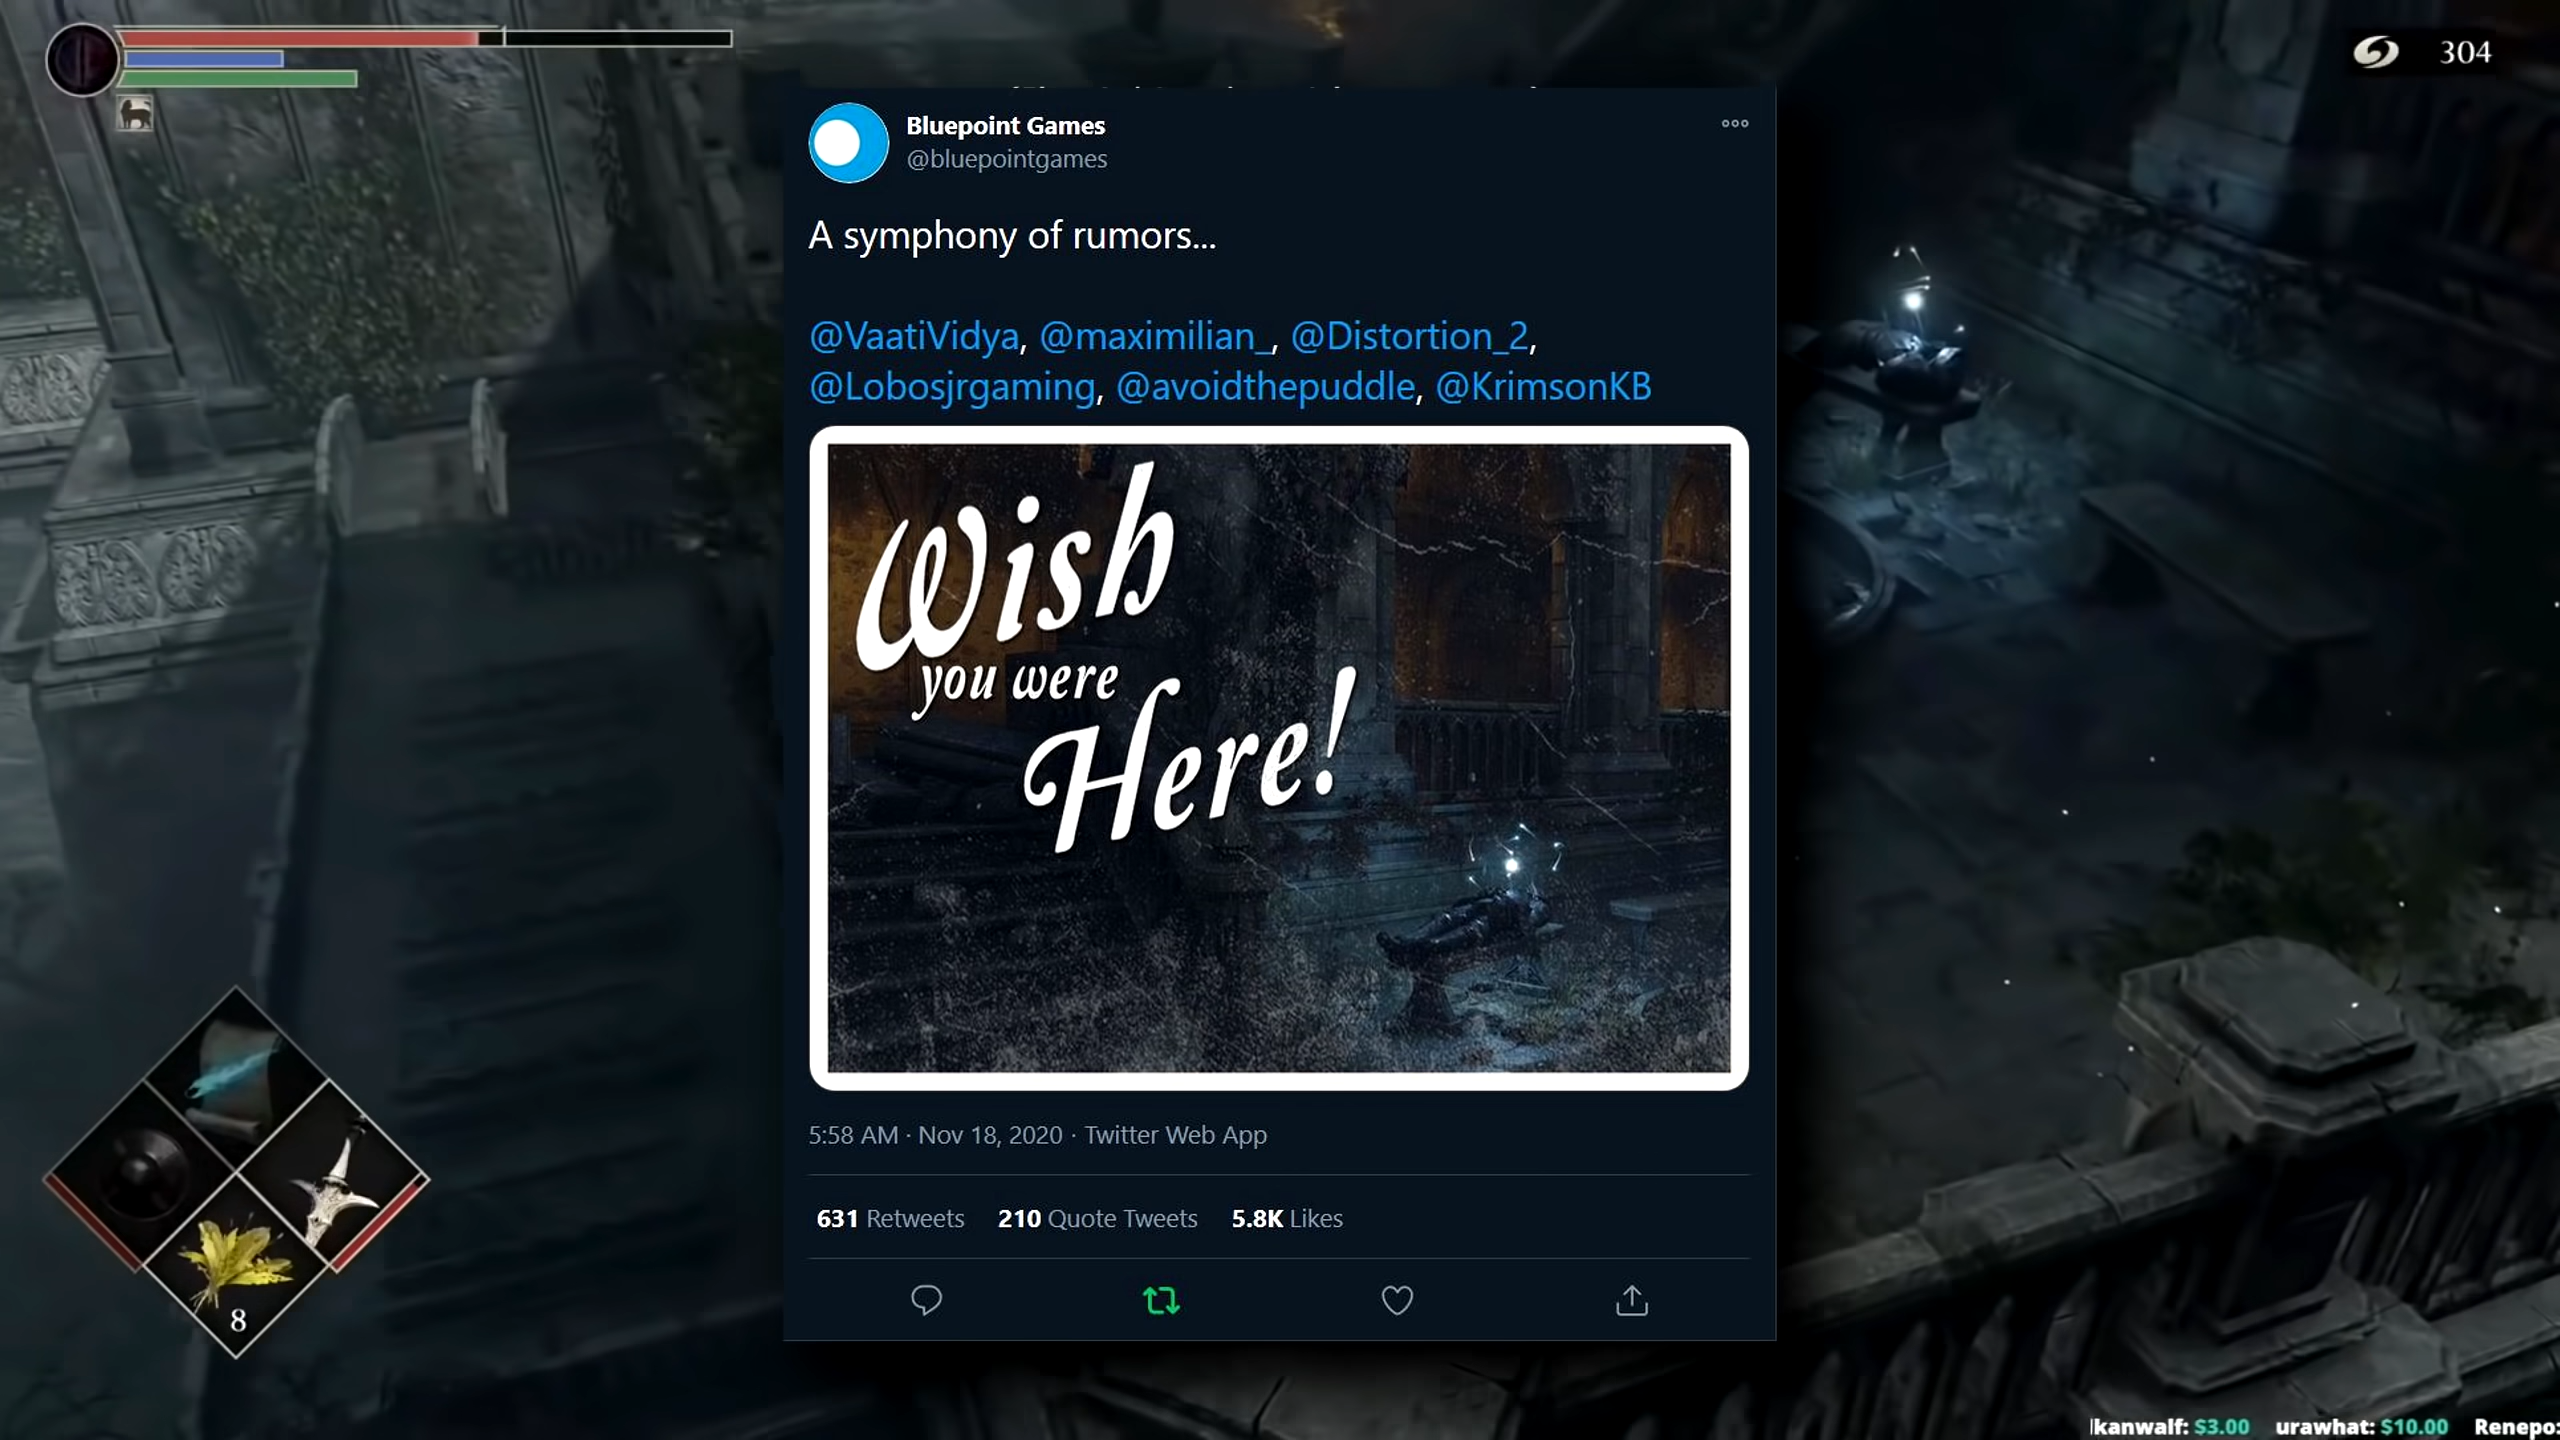 304
Bluepoint Games
@bluepointgames
A symphony of rumors...
@VaatiVidya, @maximilian_, @Distortion_2,
@Lobosjrgaming, @avoidthepuddle, @KrimsonKB
Wish
you were
Here!
5:58 AM · Nov 18, 2020 · Twitter Web App
631 Retweets 210 Quote Tweets 5.8K Likes
8
kanwalf: $3.00 urawhat: $10.00 Renepo: